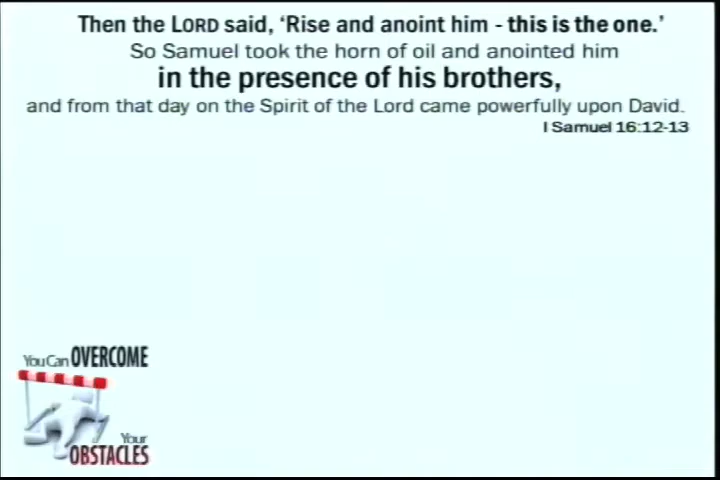 Then the LORD said, ‘Rise and anoint him - this is the one.’
So Samuel took the horn of oil and anointed him
in the presence of his brothers,
and from that day on the Spirit of the Lord came powerfully upon David.
I Samuel 16:12-13
You Can OVERCOME
Your
OBSTACLES